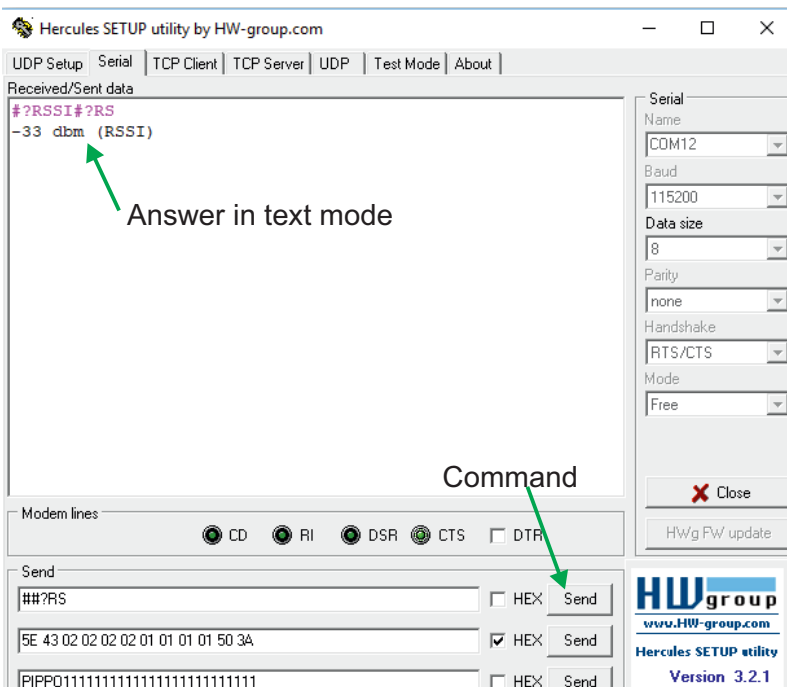 Hercules SETUP utility by HW-group.com
UDP Setup Serial TCP Client TCP Server UDP Test Mode About
Received/Sent data
#?RSSI#?RS
-33 dbm (RSSI)
Answer in text mode
Serial
Name
COM12
Baud
115200
Data size
8
Parity
none
Handshake
RTS/CTS
Mode
Free
Command
Close
HWg FW update
Modem lines
CD RI DSR CTS DTR
Send
##?RS HEX Send
5E 43 02 02 02 02 01 01 01 01 50 3A HEX Send
HEX Send
HWgroup
www.HW-group.com
Hercules SETUP utility
Version 3.2.1